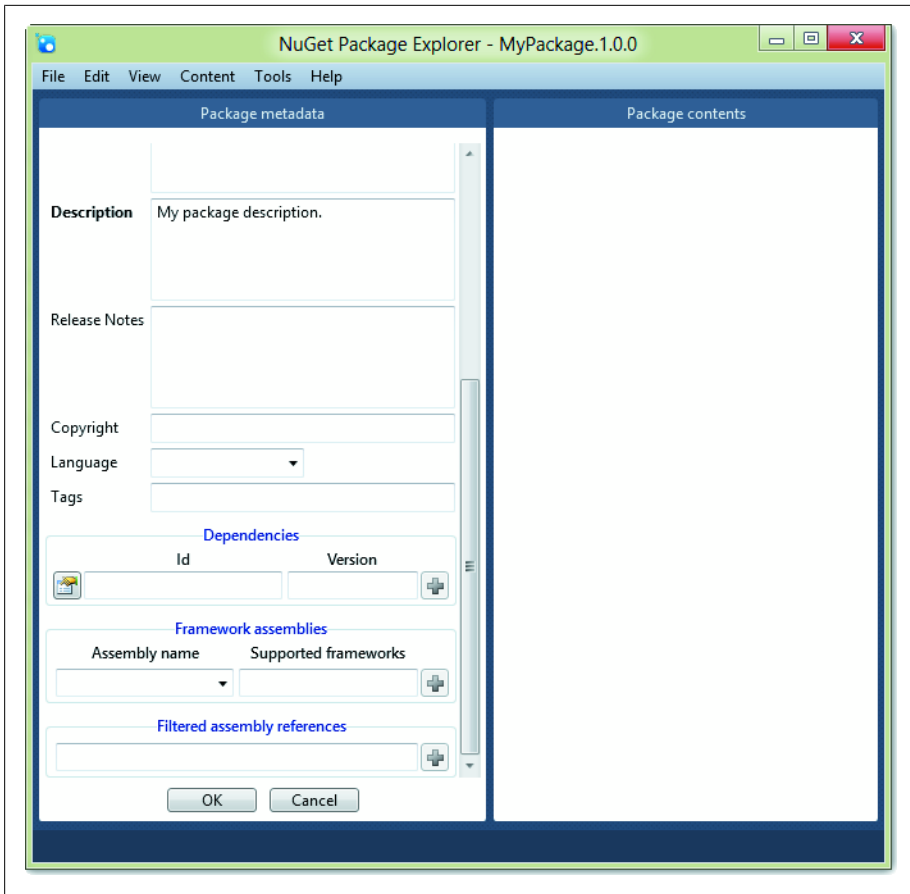 NuGet Package Explorer - MyPackage.1.0.0
File Edit View Content Tools Help
Package metadata
Package contents
Description
My package description.
Release Notes
Copyright
Language
Tags
Dependencies
Id Version
Framework assemblies
Assembly name Supported frameworks
Filtered assembly references
OK Cancel